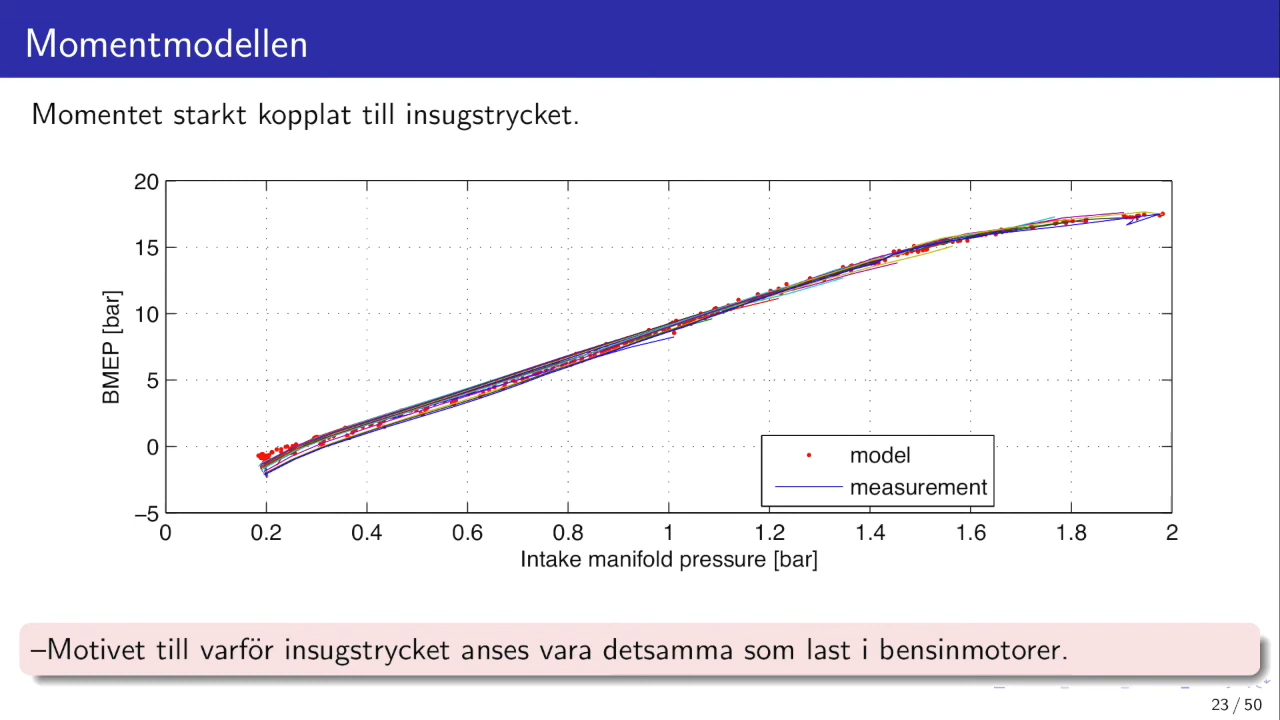 Momentmodellen
Momentet starkt kopplat till insugstrycket.
20
15
10
5
0
−5
BMEP [bar]
model
measurement
0 0.2 0.4 0.6 0.8 1 1.2 1.4 1.6 1.8 2
Intake manifold pressure [bar]
–Motivet till varför insugstrycket anses vara detsamma som last i bensinmotorer.
23 / 50